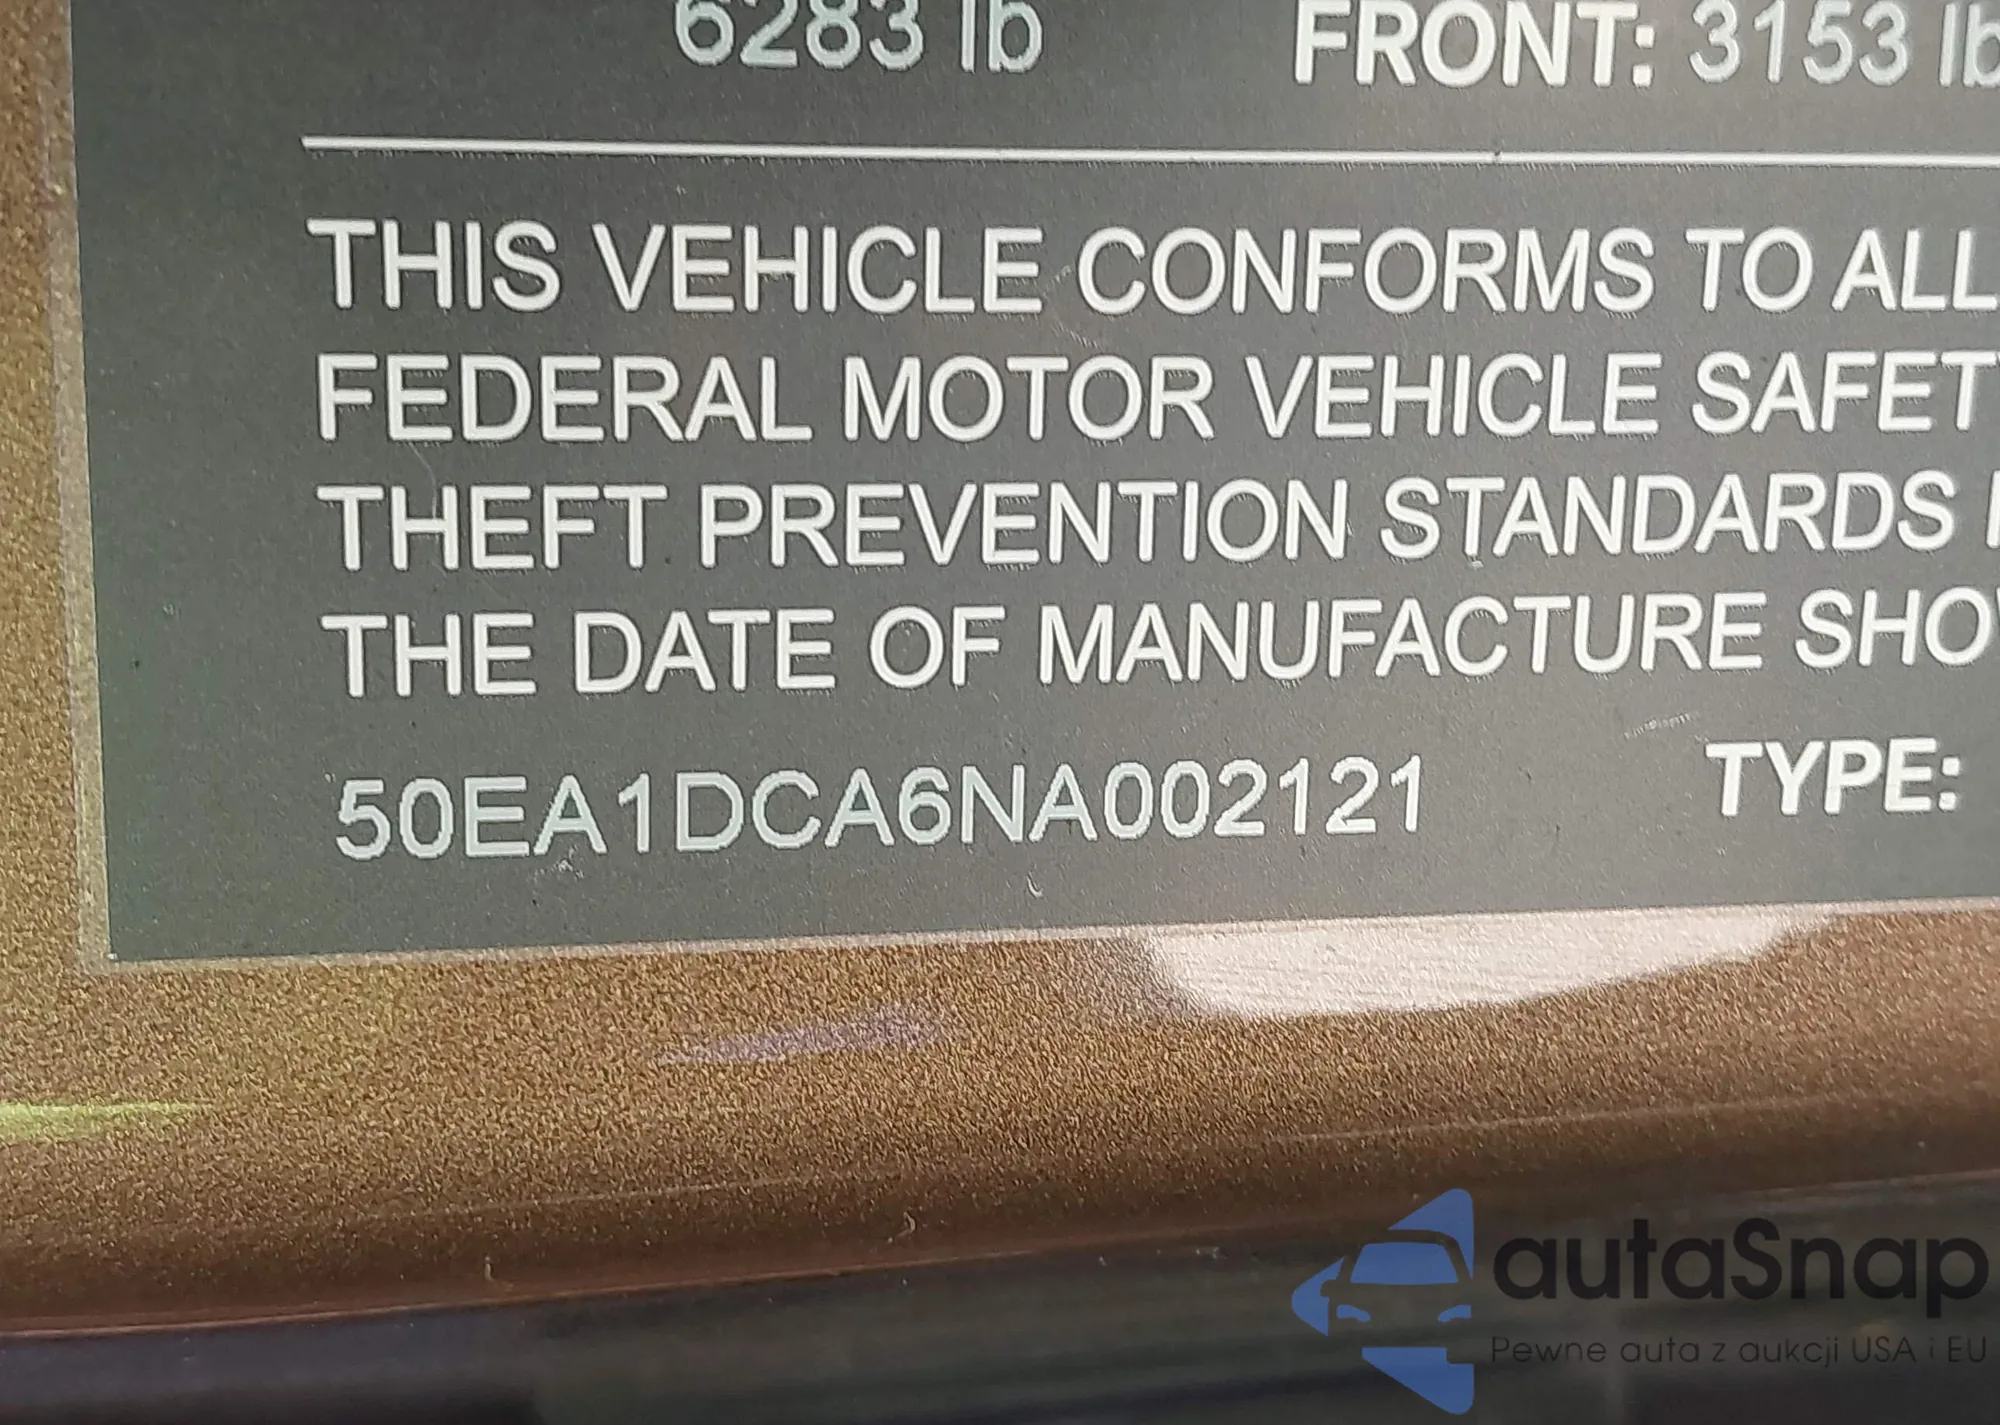 6283 lb FRONT: 3153 lb
THIS VEHICLE CONFORMS TO ALL
FEDERAL MOTOR VEHICLE SAFETY
THEFT PREVENTION STANDARDS
THE DATE OF MANUFACTURE SHO
50EA1DCA6NA002121 TYPE:
autaSnap
Pewne auta z aukcji USA i EU